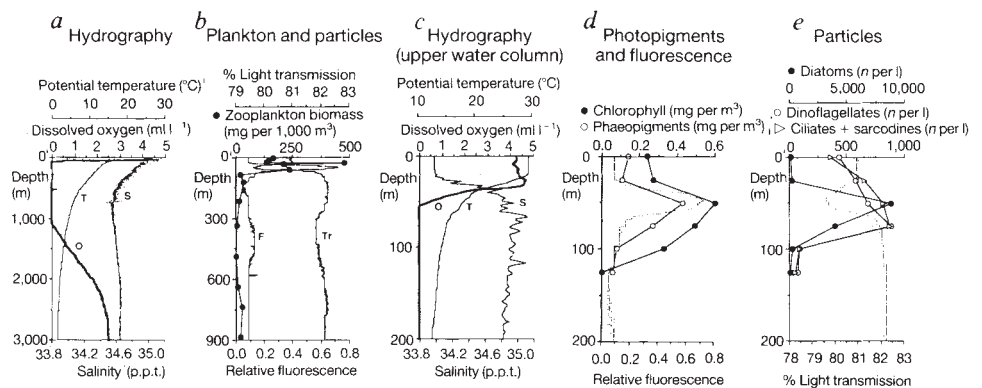 a Hydrography
Potential temperature (°C)
0 10 20 30
Dissolved oxygen (ml l⁻¹)
0 1 2 3 4 5
0
Depth
(m)
1,000
2,000
3,000
T
S
O
33.8 34.2 34.6 35.0
Salinity (p.p.t.)
b Plankton and particles
% Light transmission
79 80 81 82 83
● Zooplankton biomass
(mg per 1,000 m³)
0 250 500
0
Depth
(m)
300
600
900
F
Tr
0.0 0.2 0.4 0.6 0.8
Relative fluorescence
c Hydrography
(upper water column)
Potential temperature (°C)
10 20 30
Dissolved oxygen (ml l⁻¹)
0 1 2 3 4 5
0
Depth
(m)
100
200
O
T
S
33.8 34.2 34.6 35.0
Salinity (p.p.t.)
d Photopigments
and fluorescence
● Chlorophyll (mg per m³)
○ Phaeopigments (mg per m³)
0.0 0.2 0.4 0.6
0
Depth
(m)
100
200
0.0 0.2 0.4 0.6 0.8
Relative fluorescence
e Particles
● Diatoms (n per l)
0 5,000 10,000
○ Dinoflagellates (n per l)
▷ Ciliates + sarcodines (n per l)
0 500 1,000
0
Depth
(m)
100
200
78 79 80 81 82 83
% Light transmission